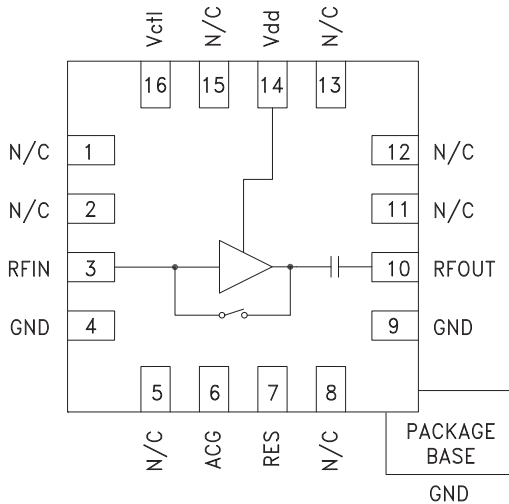 Vctl
N/C
Vdd
N/C
16
15
14
13
N/C 1
12 N/C
N/C 2
11 N/C
RFIN 3
10 RFOUT
GND 4
9 GND
5
6
7
8
N/C
ACG
RES
N/C
PACKAGE
BASE
GND